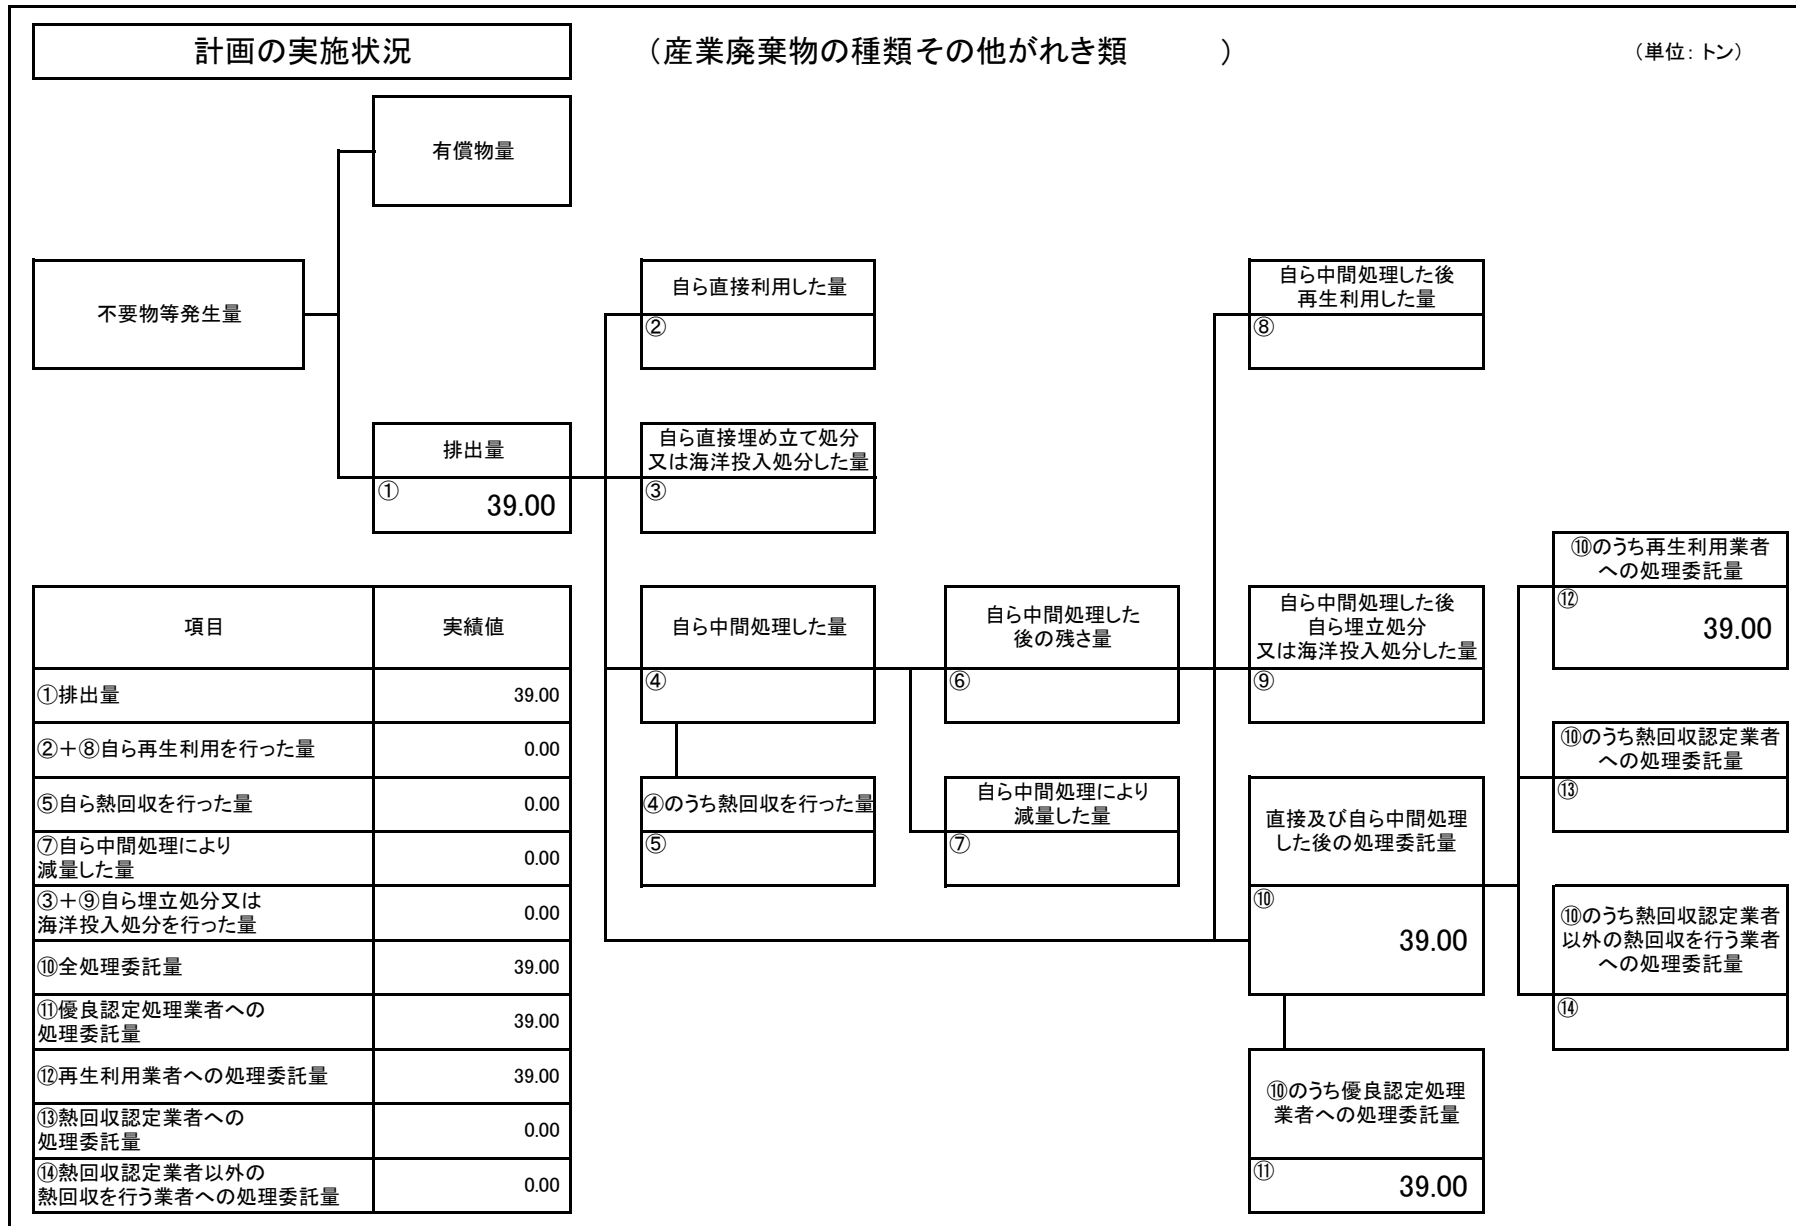 計画の実施状況
（産業廃棄物の種類その他がれき類　　　）
（単位：トン）
有償物量
不要物等発生量
自ら直接利用した量
②
自ら中間処理した後
再生利用した量
⑧
排出量
① 39.00
自ら直接埋め立て処分
又は海洋投入処分した量
③
⑩のうち再生利用業者
への処理委託量
⑫
39.00
自ら中間処理した量
④
自ら中間処理した
後の残さ量
⑥
自ら中間処理した後
自ら埋立処分
又は海洋投入処分した量
⑨
⑩のうち熱回収認定業者
への処理委託量
⑬
④のうち熱回収を行った量
⑤
自ら中間処理により
減量した量
⑦
直接及び自ら中間処理
した後の処理委託量
⑩
39.00
⑩のうち熱回収認定業者
以外の熱回収を行う業者
への処理委託量
⑭
⑩のうち優良認定処理
業者への処理委託量
⑪
39.00
項目 実績値
①排出量 39.00
②＋⑧自ら再生利用を行った量 0.00
⑤自ら熱回収を行った量 0.00
⑦自ら中間処理により
減量した量 0.00
③＋⑨自ら埋立処分又は
海洋投入処分を行った量 0.00
⑩全処理委託量 39.00
⑪優良認定処理業者への
処理委託量 39.00
⑫再生利用業者への処理委託量 39.00
⑬熱回収認定業者への
処理委託量 0.00
⑭熱回収認定業者以外の
熱回収を行う業者への処理委託量 0.00